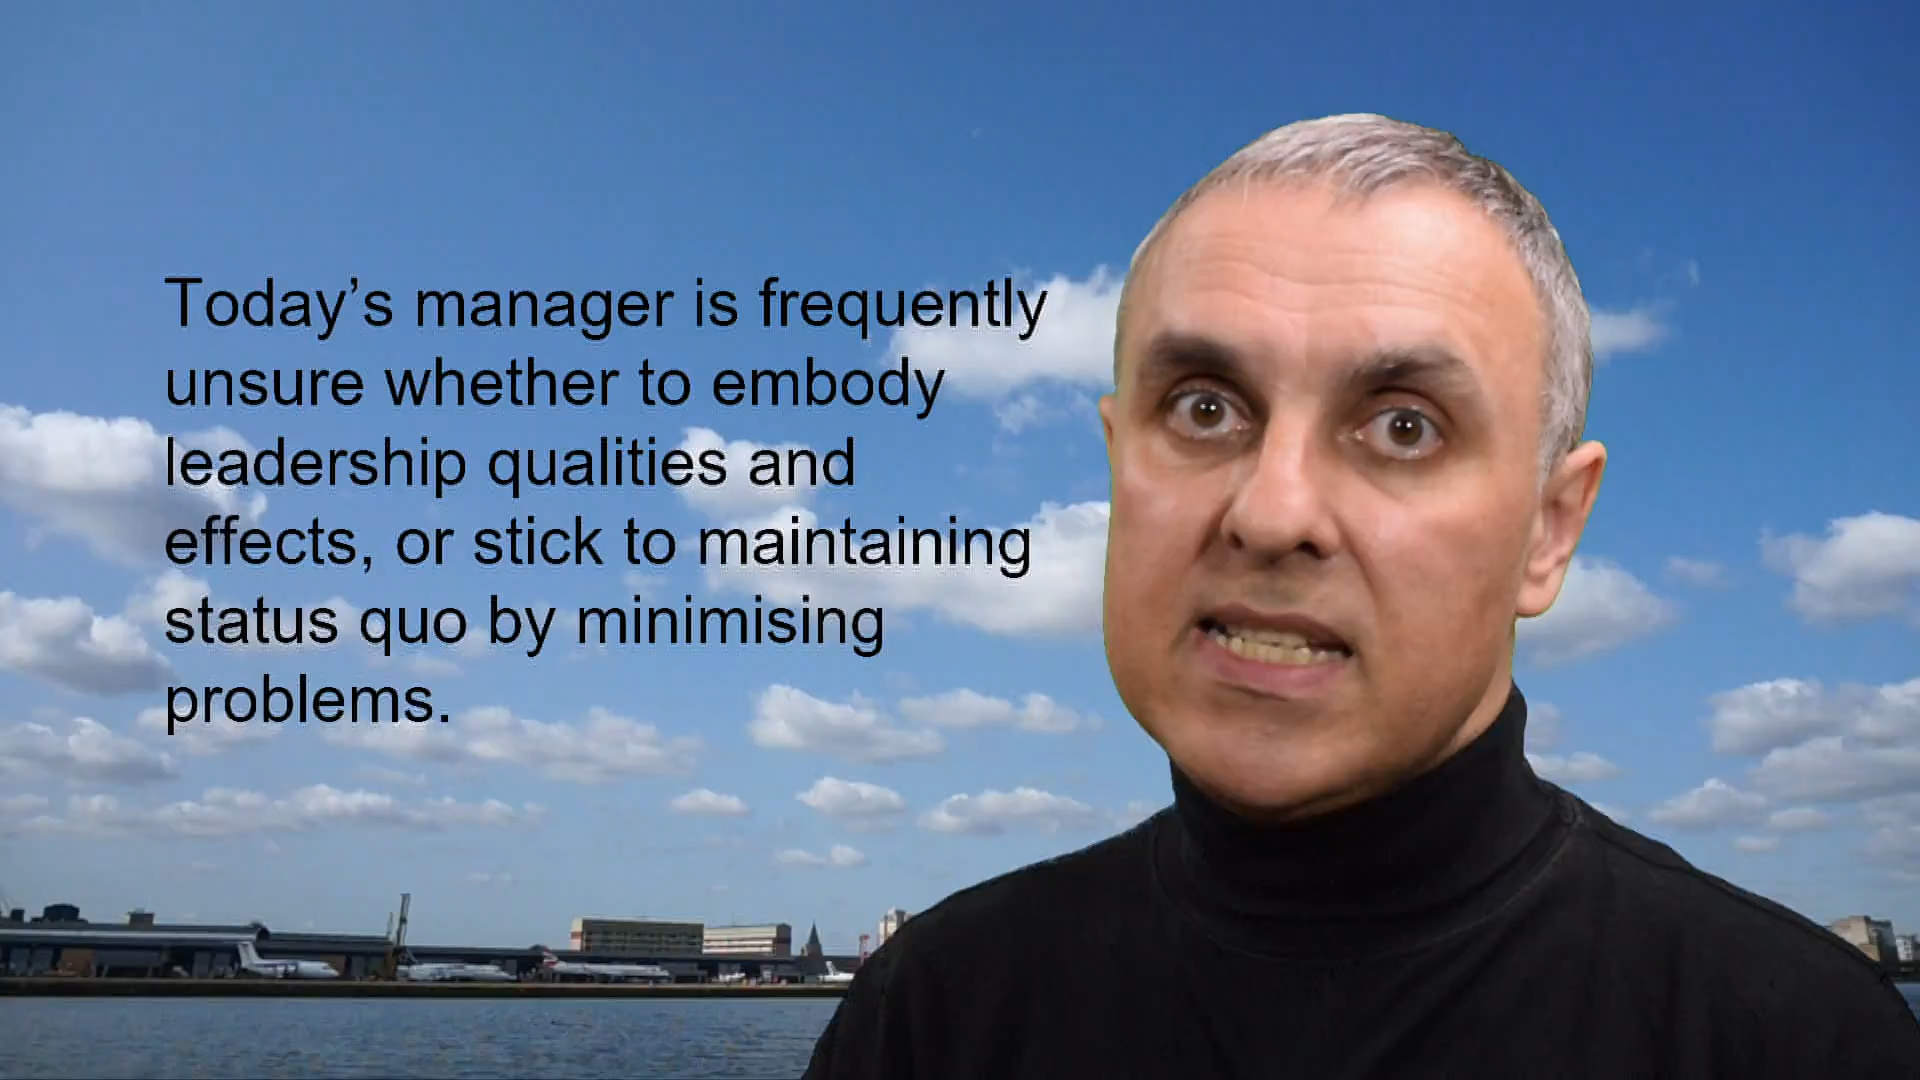 Today’s manager is frequently
unsure whether to embody
leadership qualities and
effects, or stick to maintaining
status quo by minimising
problems.